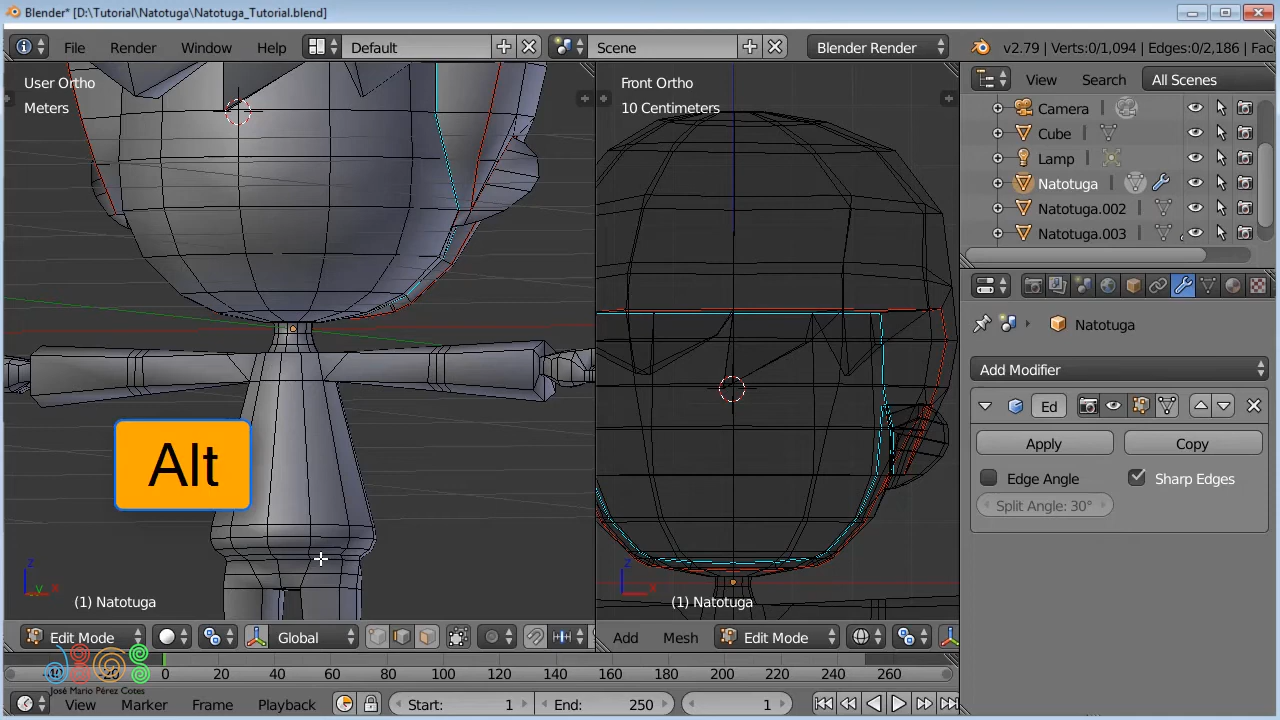 Blender* [D:\Tutorial\Natotuga\Natotuga_Tutorial.blend]
File Render Window Help Default Scene Blender Render v2.79 | Verts:0/1,094 | Edges:0/2,186 | Fac
User Ortho
Meters
Front Ortho
10 Centimeters
View Search All Scenes
Camera
Cube
Lamp
Natotuga
Natotuga.002
Natotuga.003
Natotuga
Add Modifier
Ed
Apply Copy
Edge Angle Sharp Edges
Split Angle: 30°
Alt
z
x
y
(1) Natotuga
z
x
(1) Natotuga
Edit Mode Global
Add Mesh Edit Mode
0 20 40 60 80 100 120 140 160 180 200 220 240 260
José Mario Pérez Cotes
View Marker Frame Playback Start: 1 End: 250 1